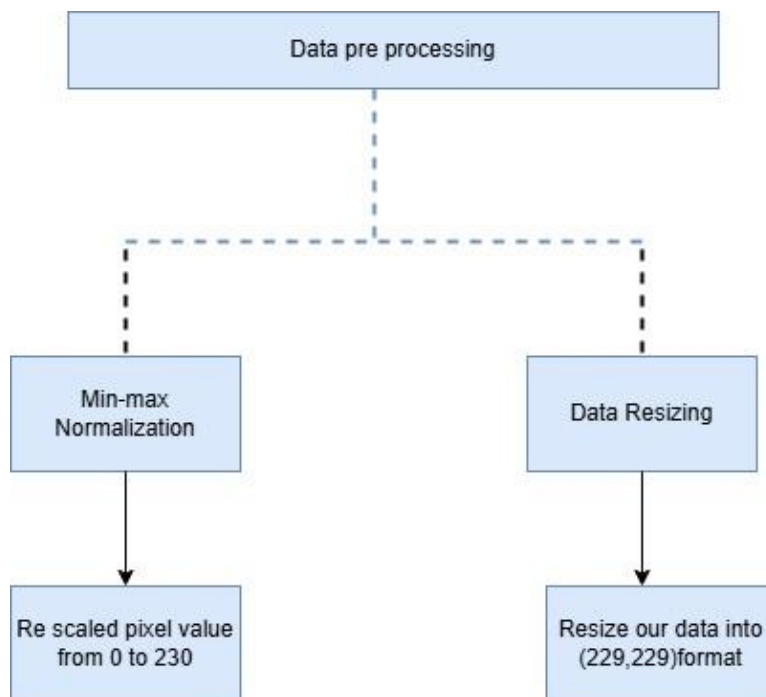 Data pre processing
Min-max
Normalization
Data Resizing
Re scaled pixel value
from 0 to 230
Resize our data into
(229,229)format